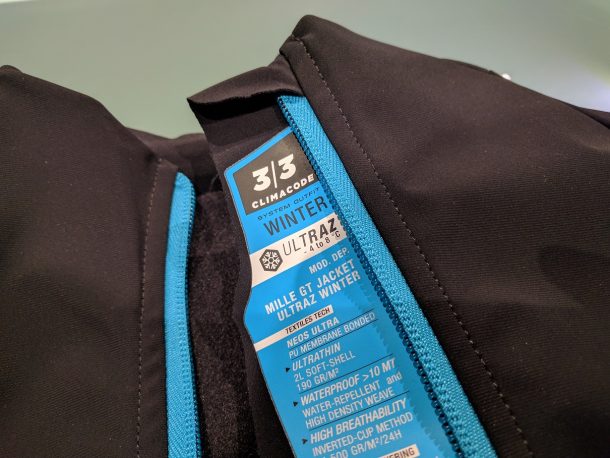 3/3
CLIMACODE
SYSTEM OUTFIT
WINTER
ULTRAZ
- 4 to 8 °C
MOD. DEP.
MILLE GT JACKET
ULTRAZ WINTER
TEXTILES TECH
NEOS ULTRA
PU MEMBRANE BONDED
ULTRATHIN
2L SOFT-SHELL
190 GR/M²
WATERPROOF >10 MT
WATER-REPELLENT and
HIGH DENSITY WEAVE
HIGH BREATHABILITY
INVERTED-CUP METHOD
500 GR/M²/24H